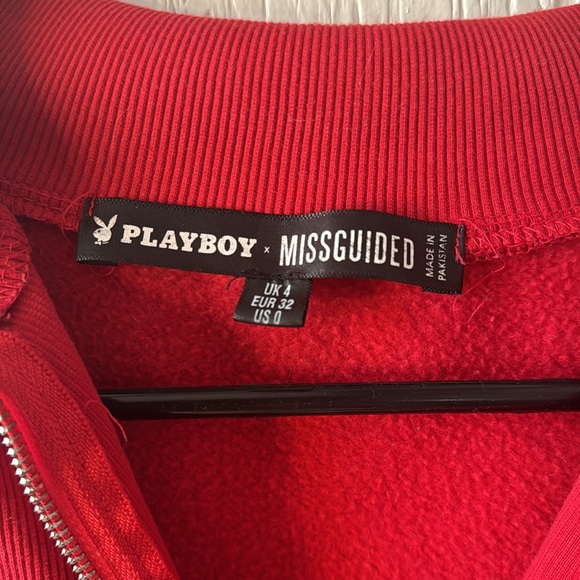 PLAYBOY × MISSGUIDED
MADE IN
PAKISTAN
UK 4
EUR 32
US 0